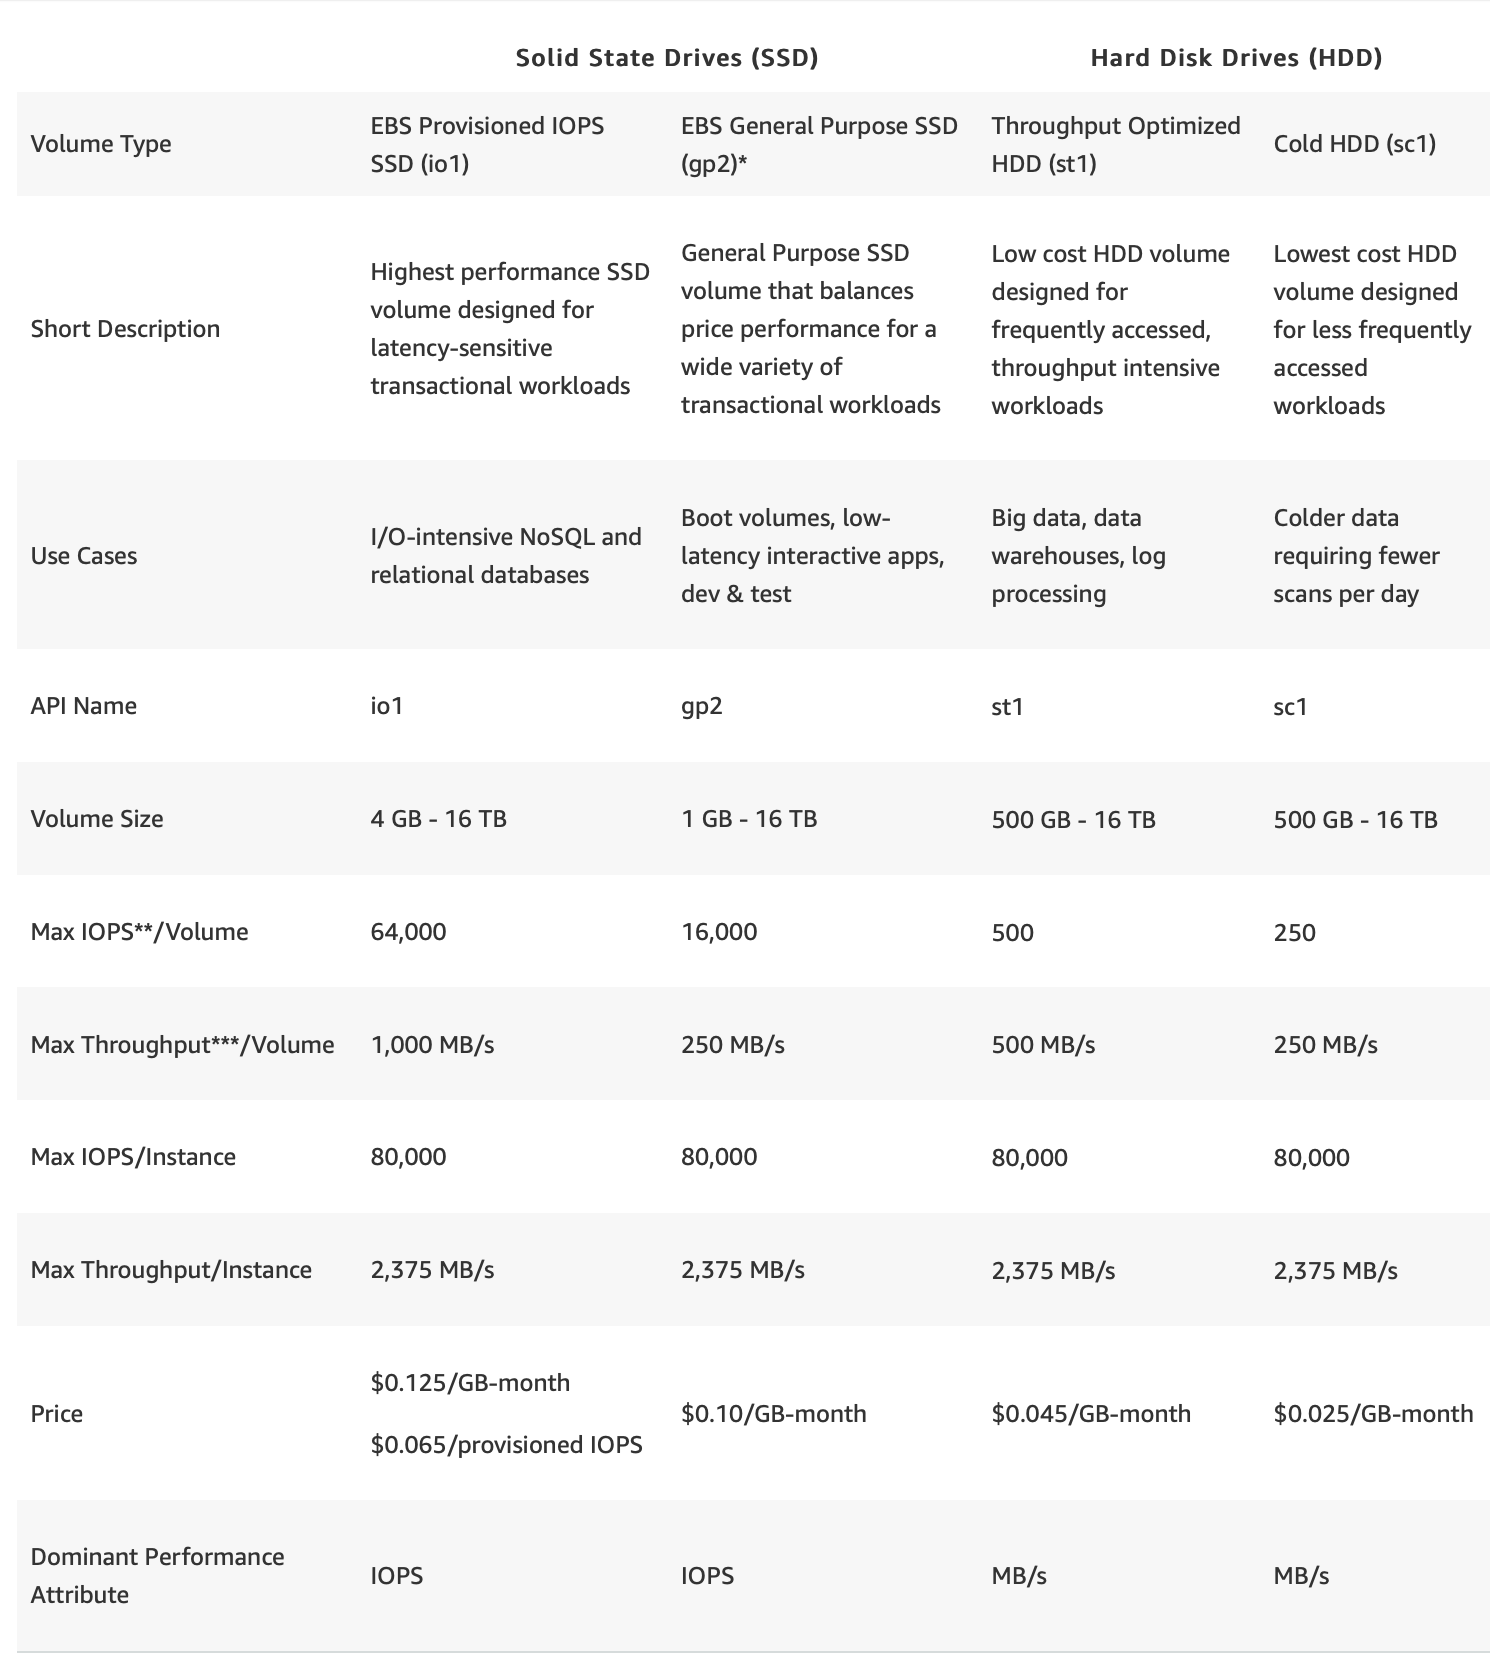 Solid State Drives (SSD) Hard Disk Drives (HDD)
Volume Type
EBS Provisioned IOPS
SSD (io1)
EBS General Purpose SSD
(gp2)*
Throughput Optimized
HDD (st1)
Cold HDD (sc1)
Short Description
Highest performance SSD
volume designed for
latency-sensitive
transactional workloads
General Purpose SSD
volume that balances
price performance for a
wide variety of
transactional workloads
Low cost HDD volume
designed for
frequently accessed,
throughput intensive
workloads
Lowest cost HDD
volume designed
for less frequently
accessed
workloads
Use Cases
I/O-intensive NoSQL and
relational databases
Boot volumes, low-
latency interactive apps,
dev & test
Big data, data
warehouses, log
processing
Colder data
requiring fewer
scans per day
API Name io1 gp2 st1 sc1
Volume Size 4 GB - 16 TB 1 GB - 16 TB 500 GB - 16 TB 500 GB - 16 TB
Max IOPS**/Volume 64,000 16,000 500 250
Max Throughput***/Volume 1,000 MB/s 250 MB/s 500 MB/s 250 MB/s
Max IOPS/Instance 80,000 80,000 80,000 80,000
Max Throughput/Instance 2,375 MB/s 2,375 MB/s 2,375 MB/s 2,375 MB/s
Price
$0.125/GB-month
$0.065/provisioned IOPS
$0.10/GB-month
$0.045/GB-month
$0.025/GB-month
Dominant Performance
Attribute
IOPS
IOPS
MB/s
MB/s